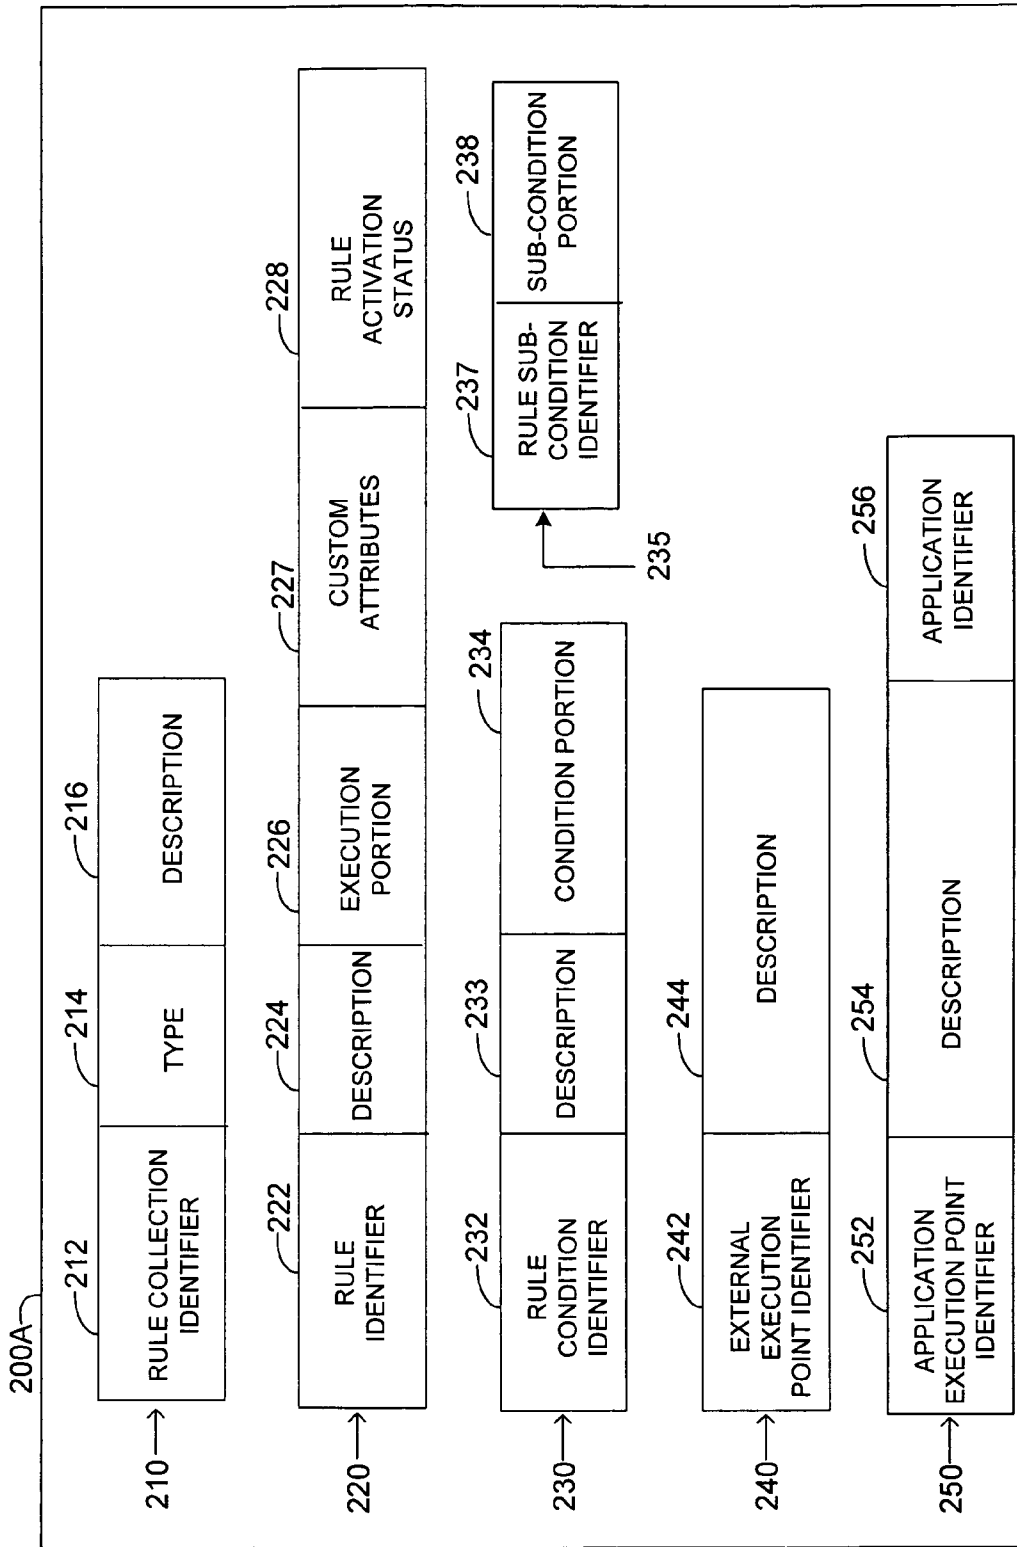 200A
212
214
216
210
RULE COLLECTION
IDENTIFIER
TYPE
DESCRIPTION
222
224
226
227
228
220
RULE
IDENTIFIER
DESCRIPTION
EXECUTION
PORTION
CUSTOM
ATTRIBUTES
RULE
ACTIVATION
STATUS
232
233
234
230
RULE
CONDITION
IDENTIFIER
DESCRIPTION
CONDITION PORTION
237
238
235
RULE SUB-
CONDITION
IDENTIFIER
SUB-CONDITION
PORTION
242
244
240
EXTERNAL
EXECUTION
POINT IDENTIFIER
DESCRIPTION
252
254
256
250
APPLICATION
EXECUTION POINT
IDENTIFIER
DESCRIPTION
APPLICATION
IDENTIFIER